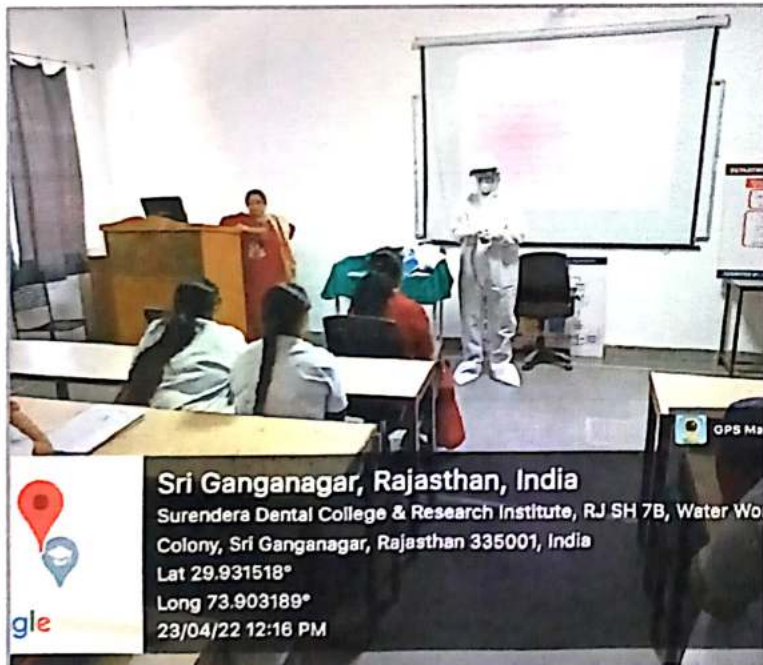 GPS Ma
Sri Ganganagar, Rajasthan, India
Surendera Dental College & Research Institute, RJ SH 7B, Water Wo
Colony, Sri Ganganagar, Rajasthan 335001, India
Lat 29.931518°
Long 73.903189°
23/04/22 12:16 PM
gle